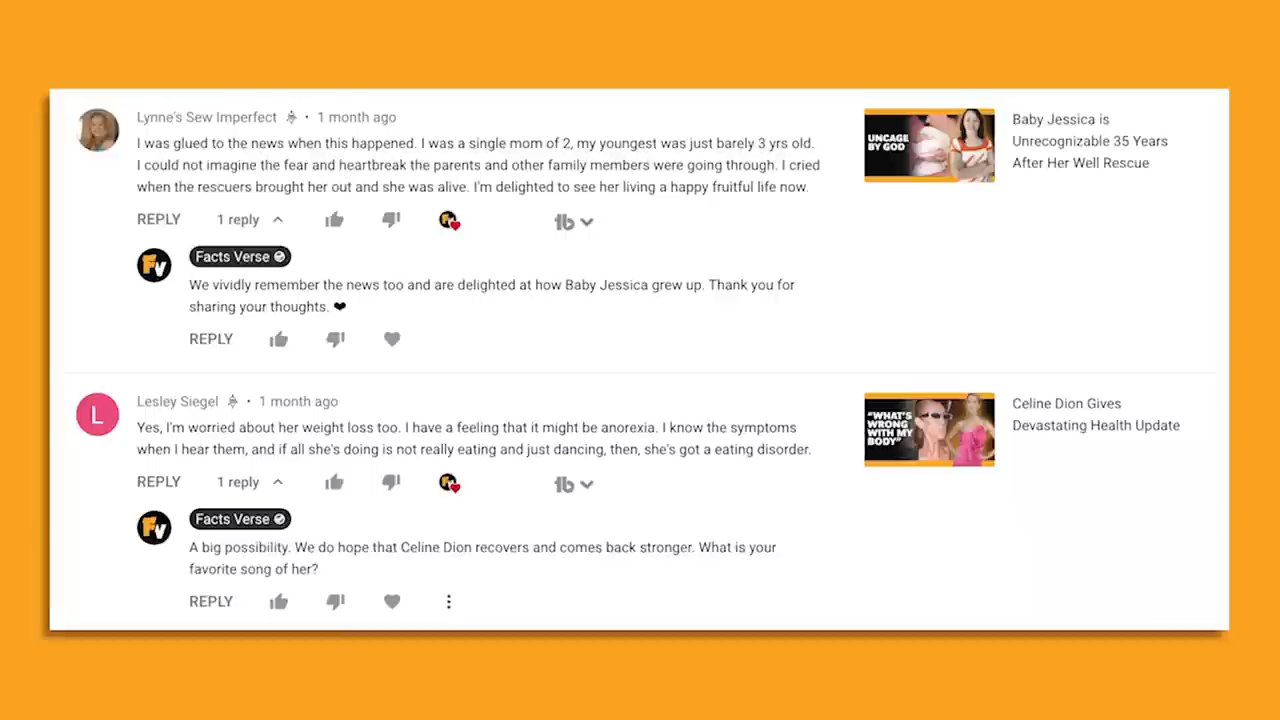 Lynne's Sew Imperfect · 1 month ago
I was glued to the news when this happened. I was a single mom of 2, my youngest was just barely 3 yrs old.
I could not imagine the fear and heartbreak the parents and other family members were going through. I cried
when the rescuers brought her out and she was alive. I'm delighted to see her living a happy fruitful life now.
REPLY 1 reply
tb
UNCAGE
BY GOD
Baby Jessica is
Unrecognizable 35 Years
After Her Well Rescue
FV
Facts Verse
We vividly remember the news too and are delighted at how Baby Jessica grew up. Thank you for
sharing your thoughts. ❤
REPLY
L
Lesley Siegel · 1 month ago
Yes, I'm worried about her weight loss too. I have a feeling that it might be anorexia. I know the symptoms
when I hear them, and if all she's doing is not really eating and just dancing, then, she's got a eating disorder.
REPLY 1 reply
tb
"WHAT'S
WRONG
WITH MY
BODY"
Celine Dion Gives
Devastating Health Update
FV
Facts Verse
A big possibility. We do hope that Celine Dion recovers and comes back stronger. What is your
favorite song of her?
REPLY